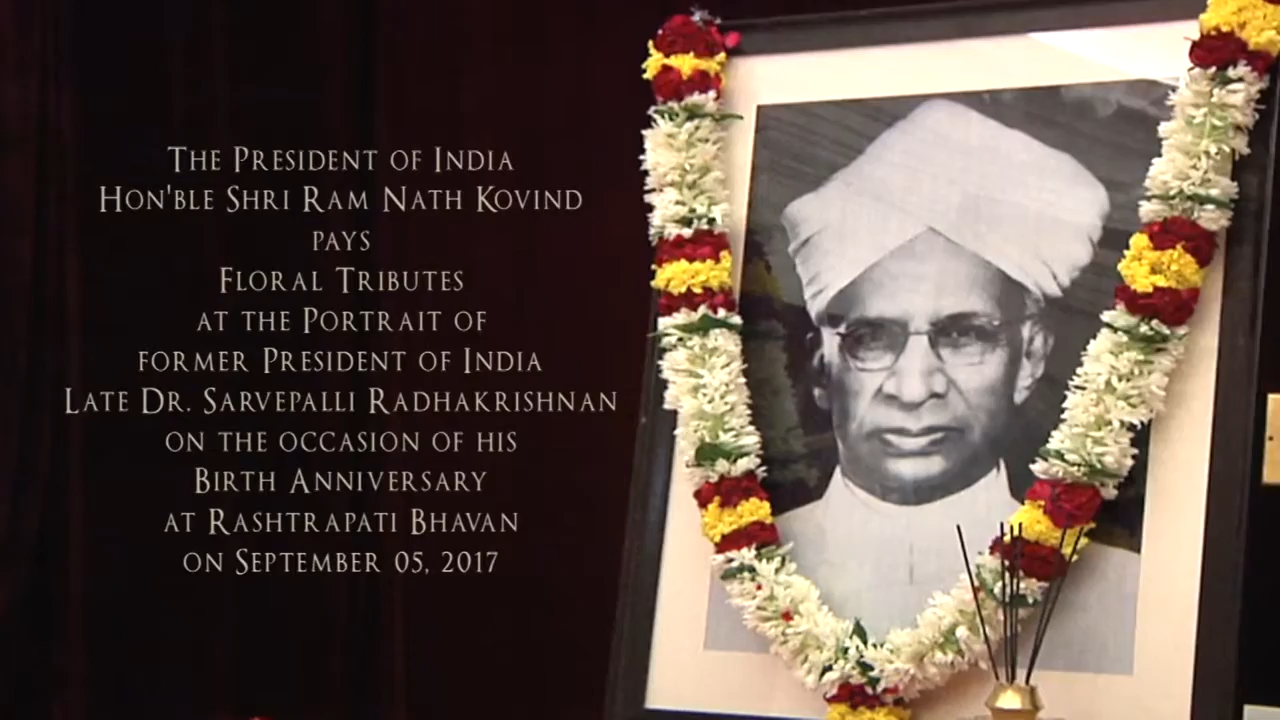 The President of India
Hon'ble Shri Ram Nath Kovind
pays
Floral Tributes
at the Portrait of
former President of India
Late Dr. Sarvepalli Radhakrishnan
on the occasion of his
Birth Anniversary
at Rashtrapati Bhavan
on September 05, 2017